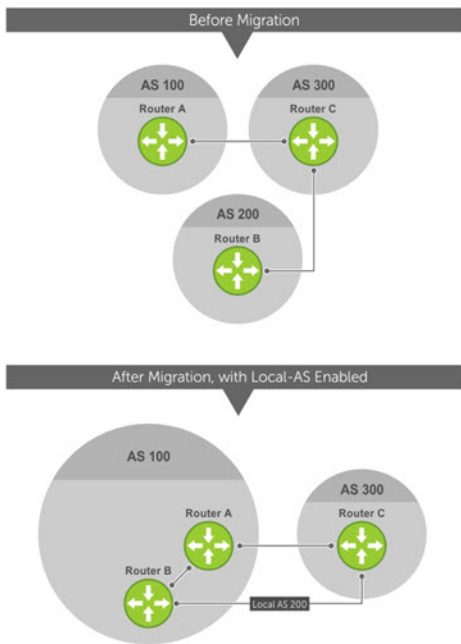 Before Migration
AS 100
AS 300
Router A
Router C
AS 200
Router B
After Migration, with Local-AS Enabled
AS 100
AS 300
Router A
Router C
Router B
Local AS 200